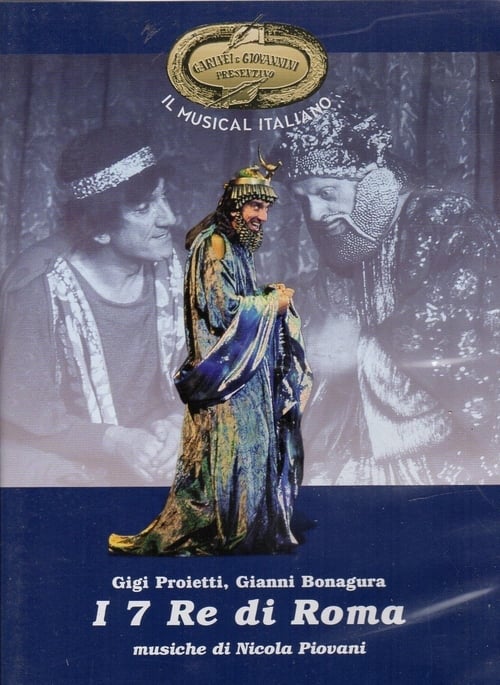 GARINEI & GIOVANNINI
PRESENTANO
IL MUSICAL ITALIANO
Gigi Proietti, Gianni Bonagura
I 7 Re di Roma
musiche di Nicola Piovani